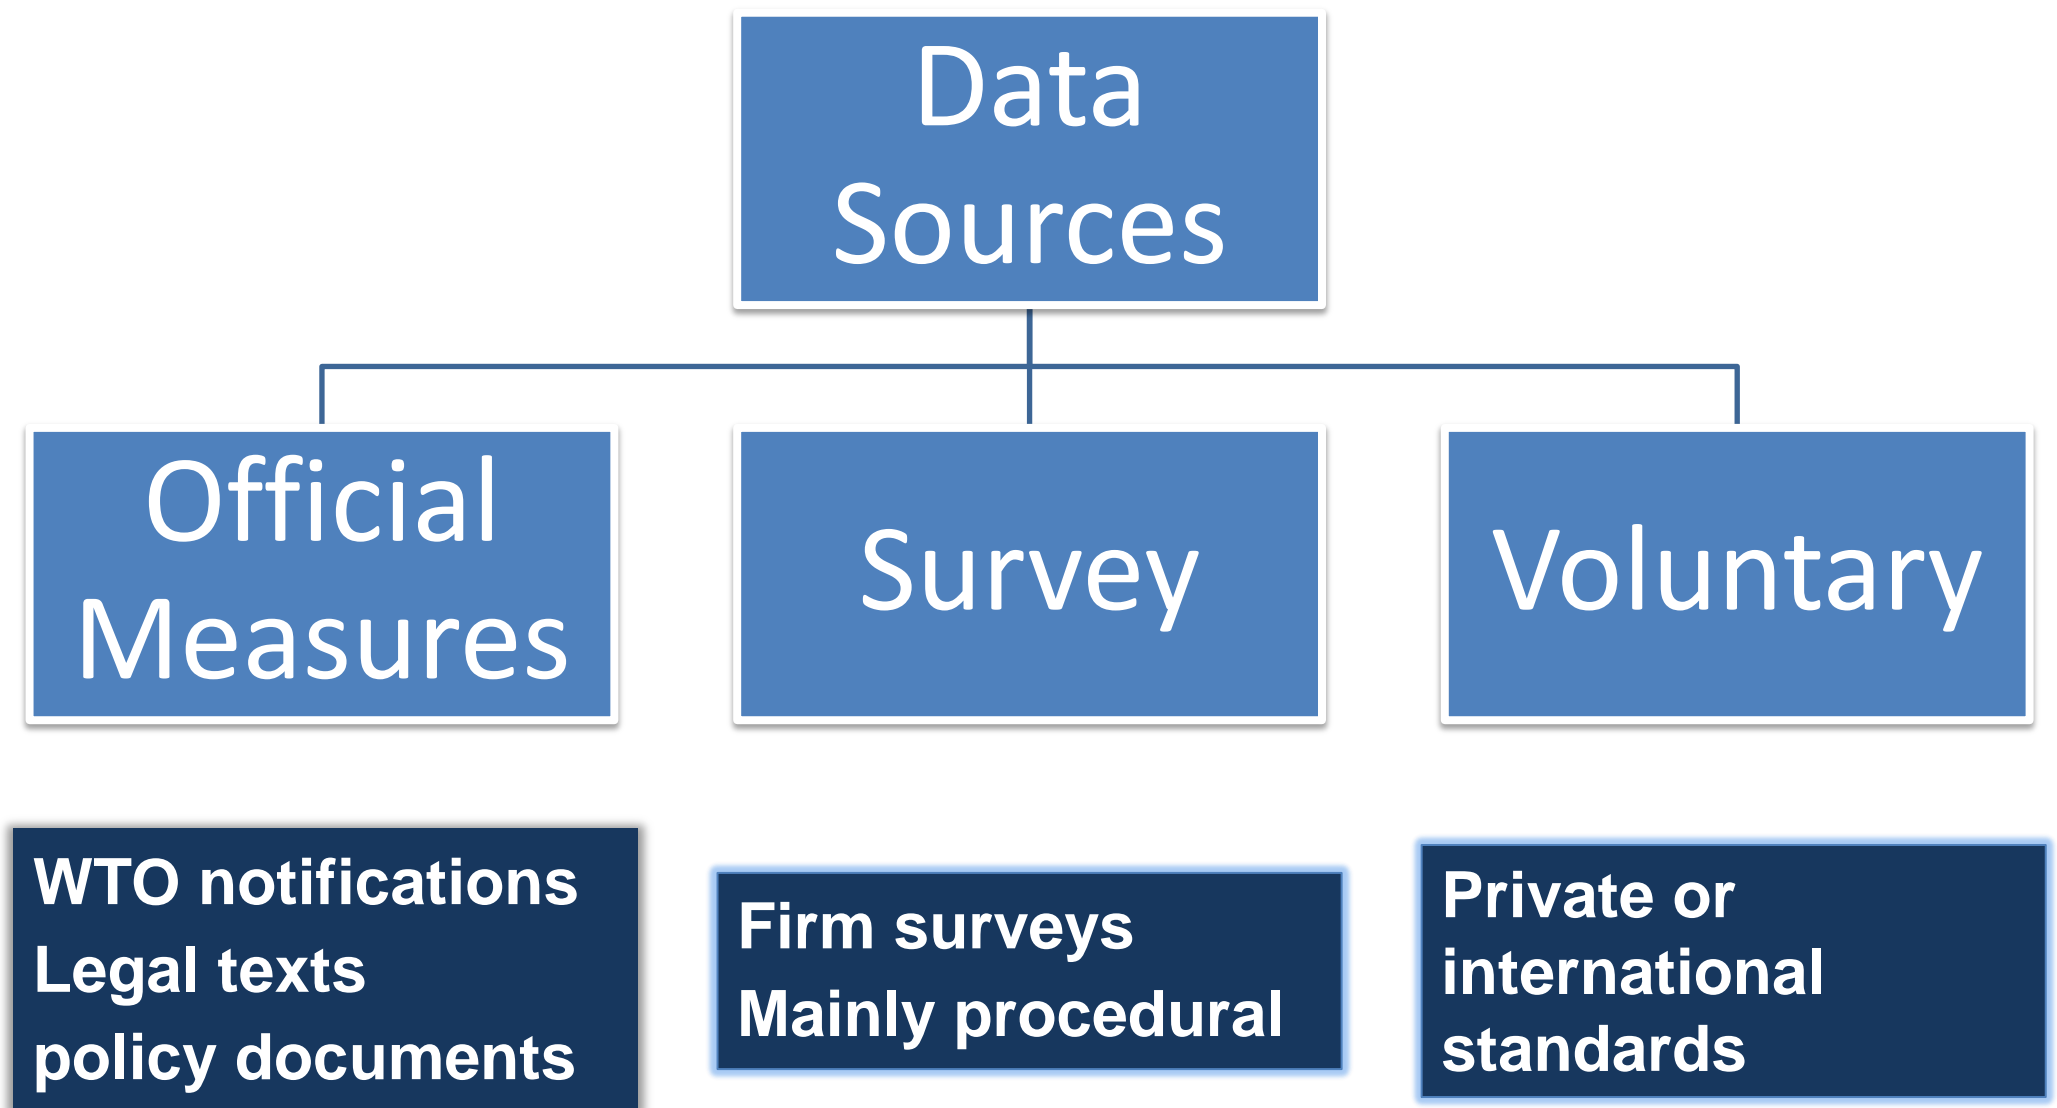 Data
Sources
Official
Measures
Survey
Voluntary
WTO notifications
Legal texts
policy documents
Firm surveys
Mainly procedural
Private or
international
standards